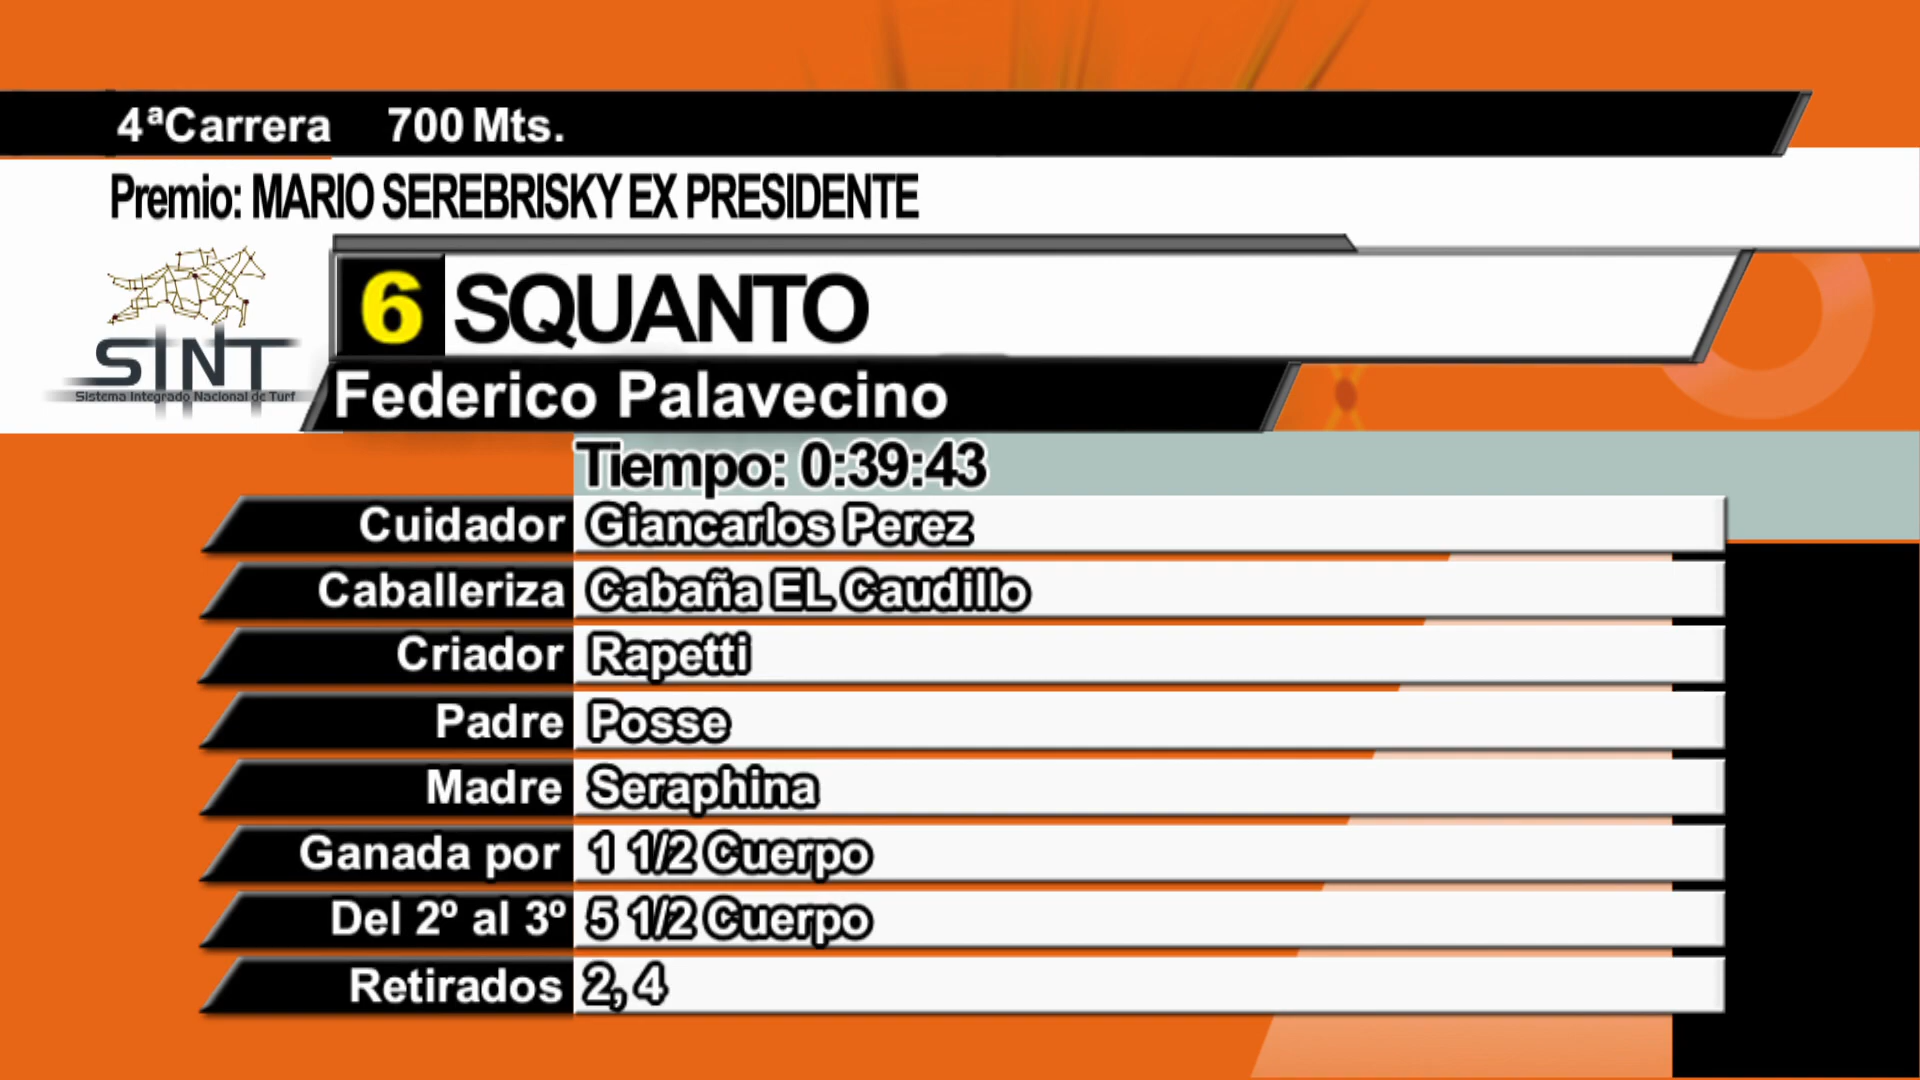 4ªCarrera 700 Mts.
Premio: MARIO SEREBRISKY EX PRESIDENTE
6 SQUANTO
SINT
Sistema Integrado Nacional de Turf
Federico Palavecino
Tiempo: 0:39:43
Cuidador Giancarlos Perez
Caballeriza Cabaña EL Caudillo
Criador Rapetti
Padre Posse
Madre Seraphina
Ganada por 1 1/2 Cuerpo
Del 2º al 3º 5 1/2 Cuerpo
Retirados 2, 4